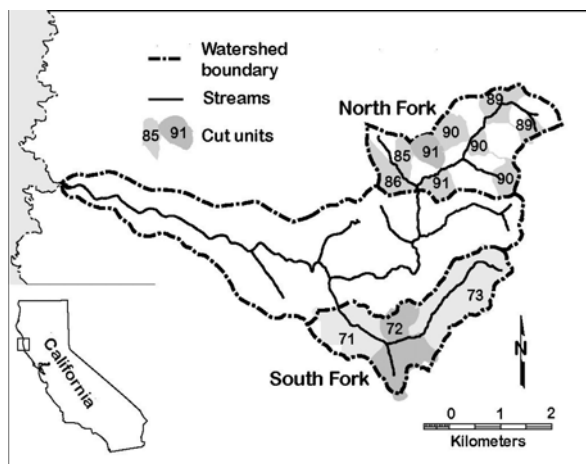 Watershed
boundary
Streams
85 91 Cut units
North Fork
89
89
90
85
91
90
86
91
90
73
72
71
South Fork
California
N
0 1 2
Kilometers